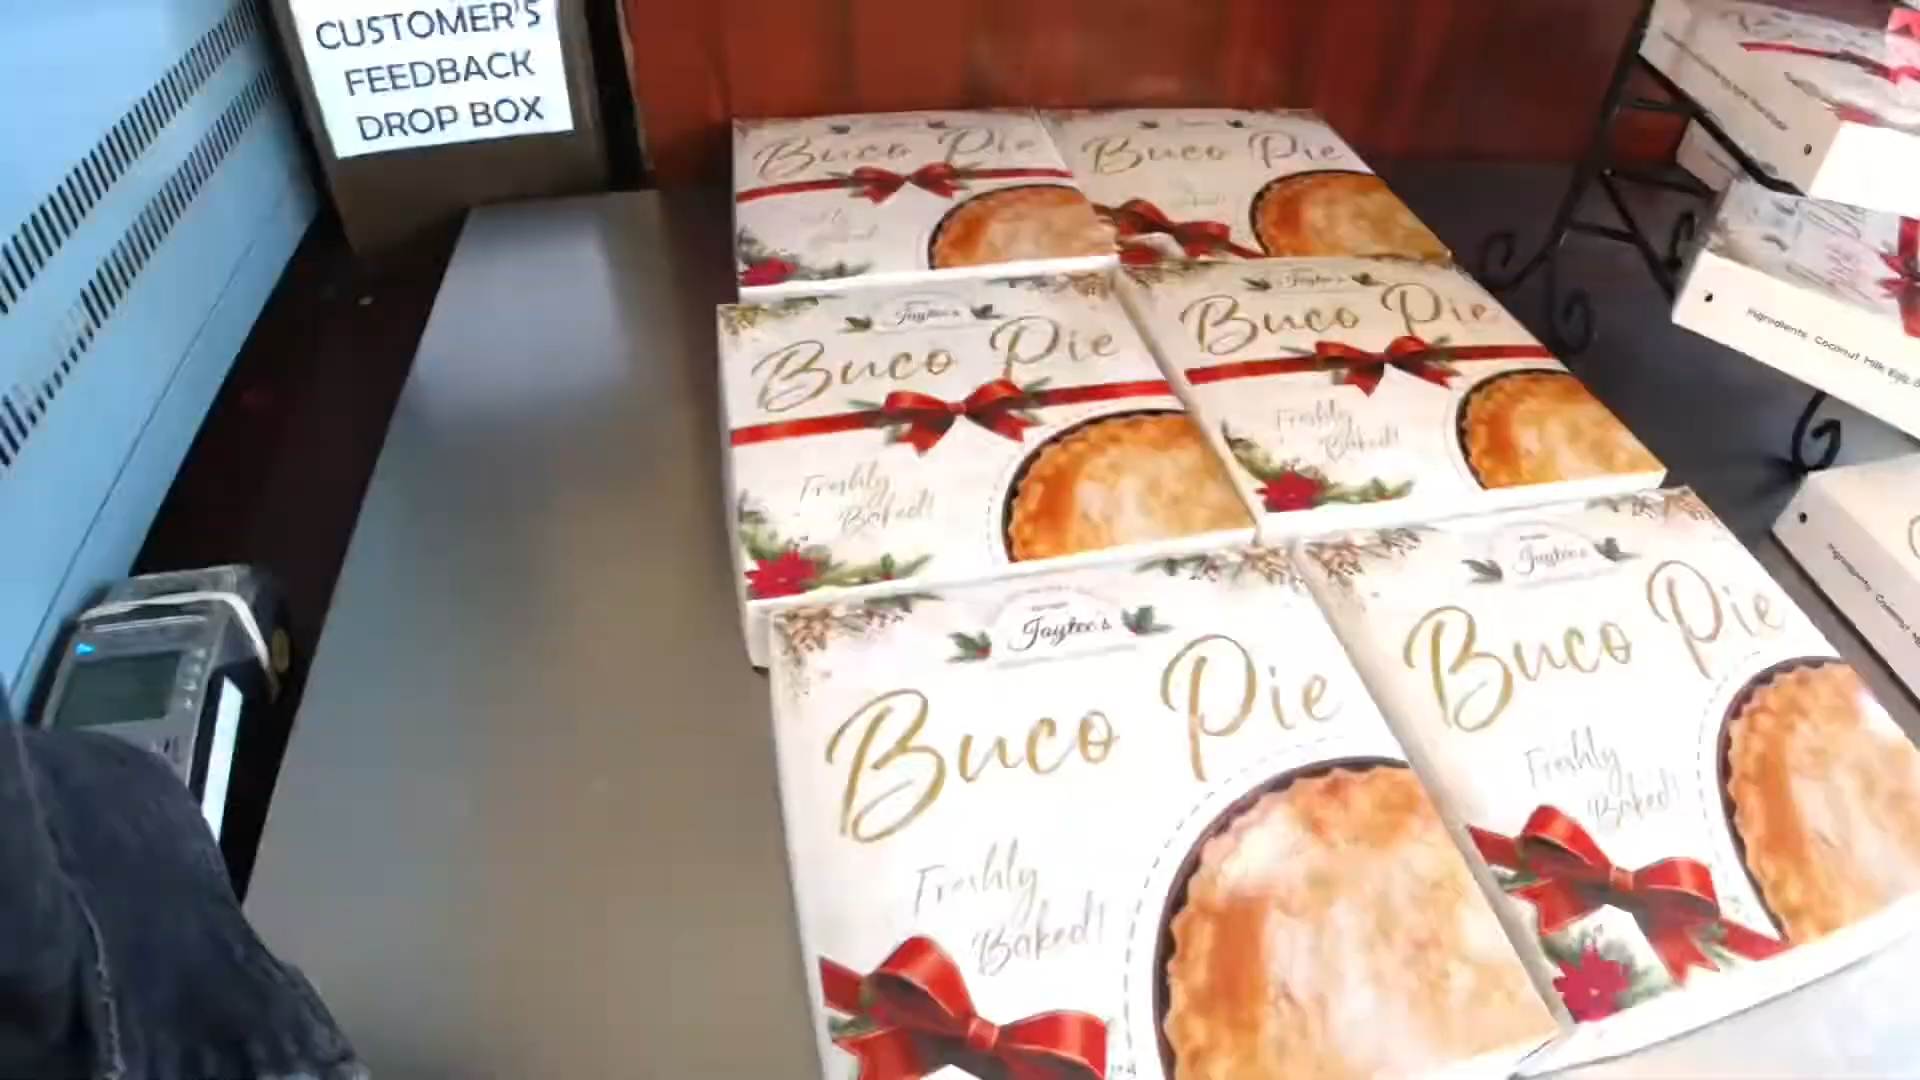 CUSTOMER'S
FEEDBACK
DROP BOX
Buco Pie
Buco Pie
Jaytee's
Buco Pie
Freshly
Baked!
Jaytee's
Buco Pie
Freshly
Baked!
Jaytee's
Buco Pie
Freshly
Baked!
Jaytee's
Buco Pie
Freshly
Baked!
Ingredients: Coconut Milk